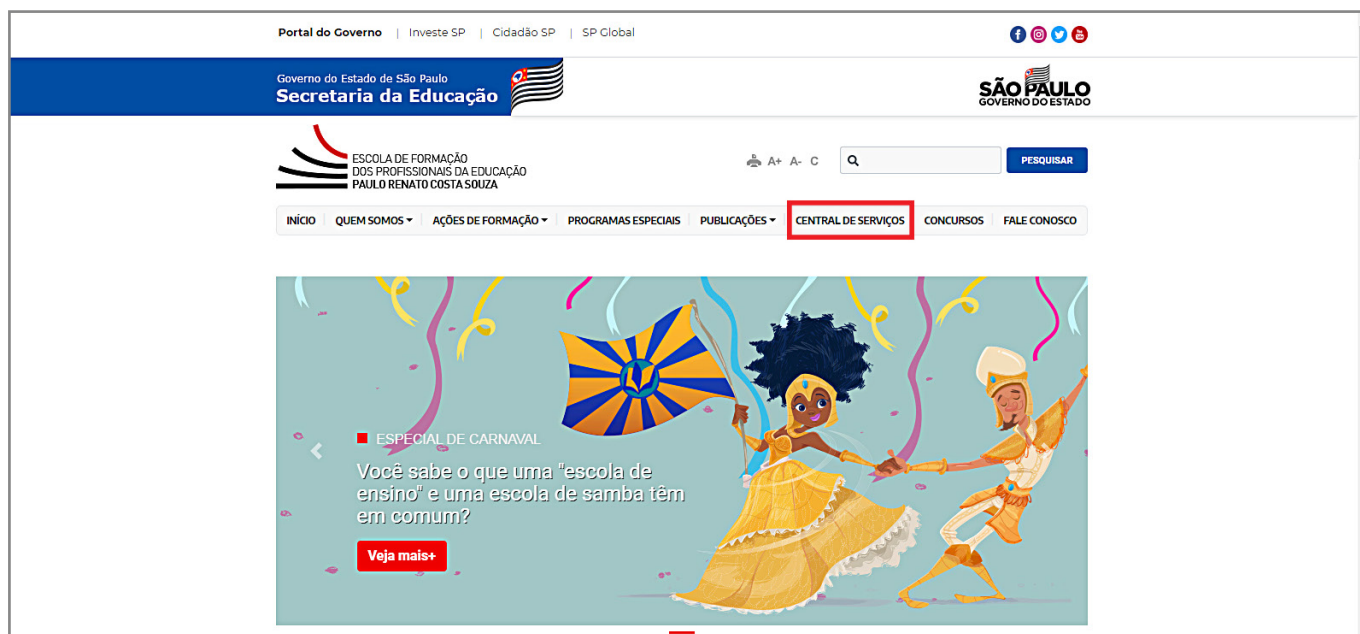 Portal do Governo | Investe SP | Cidadão SP | SP Global
Governo do Estado de São Paulo
Secretaria da Educação
SÃO PAULO
GOVERNO DO ESTADO
ESCOLA DE FORMAÇÃO
DOS PROFISSIONAIS DA EDUCAÇÃO
PAULO RENATO COSTA SOUZA
A+ A- C
PESQUISAR
INÍCIO QUEM SOMOS AÇÕES DE FORMAÇÃO PROGRAMAS ESPECIAIS PUBLICAÇÕES CENTRAL DE SERVIÇOS CONCURSOS FALE CONOSCO
ESPECIAL DE CARNAVAL
Você sabe o que uma "escola de
ensino" e uma escola de samba têm
em comum?
Veja mais+